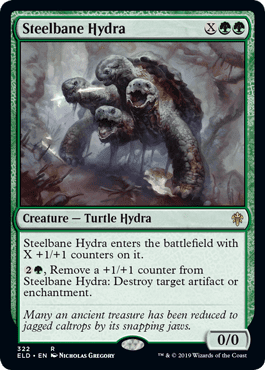 Steelbane Hydra X
Creature — Turtle Hydra
Steelbane Hydra enters the battlefield with
X +1/+1 counters on it.
2, Remove a +1/+1 counter from
Steelbane Hydra: Destroy target artifact or
enchantment.
Many an ancient treasure has been reduced to
jagged caltrops by its snapping jaws.
0/0
322 R
ELD • EN NICHOLAS GREGORY
™ & © 2019 Wizards of the Coast